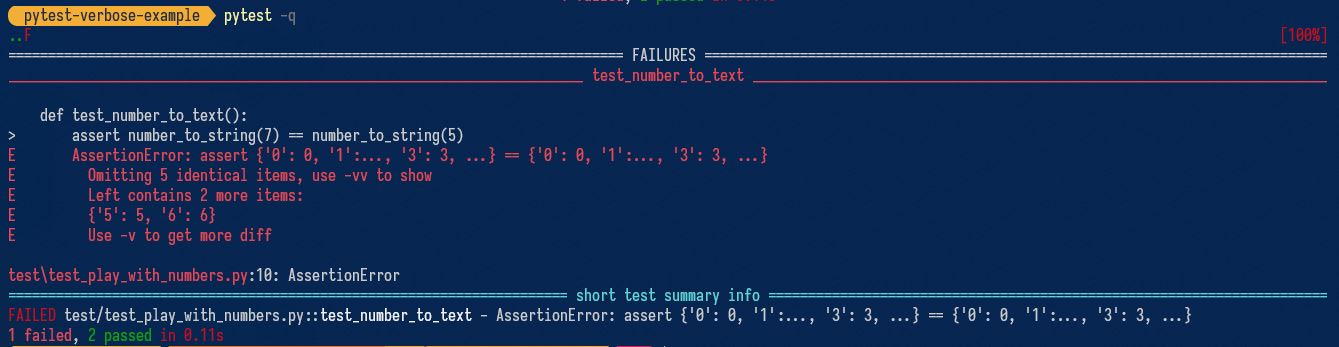 pytest-verbose-example pytest -q
..F [100%]
================================ FAILURES ================================
________________________________ test_number_to_text ________________________________
def test_number_to_text():
> assert number_to_string(7) == number_to_string(5)
E AssertionError: assert {'0': 0, '1':..., '3': 3, ...} == {'0': 0, '1':..., '3': 3, ...}
E Omitting 5 identical items, use -vv to show
E Left contains 2 more items:
E {'5': 5, '6': 6}
E Use -v to get more diff
test\test_play_with_numbers.py:10: AssertionError
================================ short test summary info ================================
FAILED test/test_play_with_numbers.py::test_number_to_text - AssertionError: assert {'0': 0, '1':..., '3': 3, ...} == {'0': 0, '1':..., '3': 3, ...}
1 failed, 2 passed in 0.11s